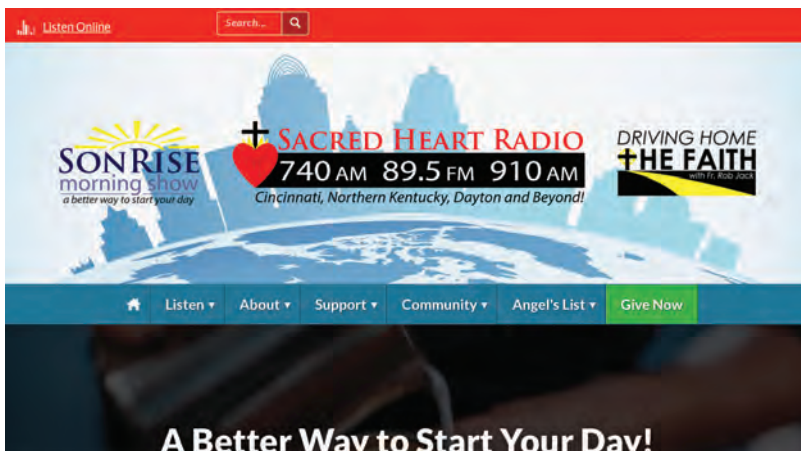 Listen Online
Search...
SONRISE
morning show
a better way to start your day
SACRED HEART RADIO
740 AM 89.5 FM 910 AM
Cincinnati, Northern Kentucky, Dayton and Beyond!
DRIVING HOME
THE FAITH
with Fr. Rob Jack
Listen ▾ About ▾ Support ▾ Community ▾ Angel's List ▾ Give Now
A Better Way to Start Your Day!